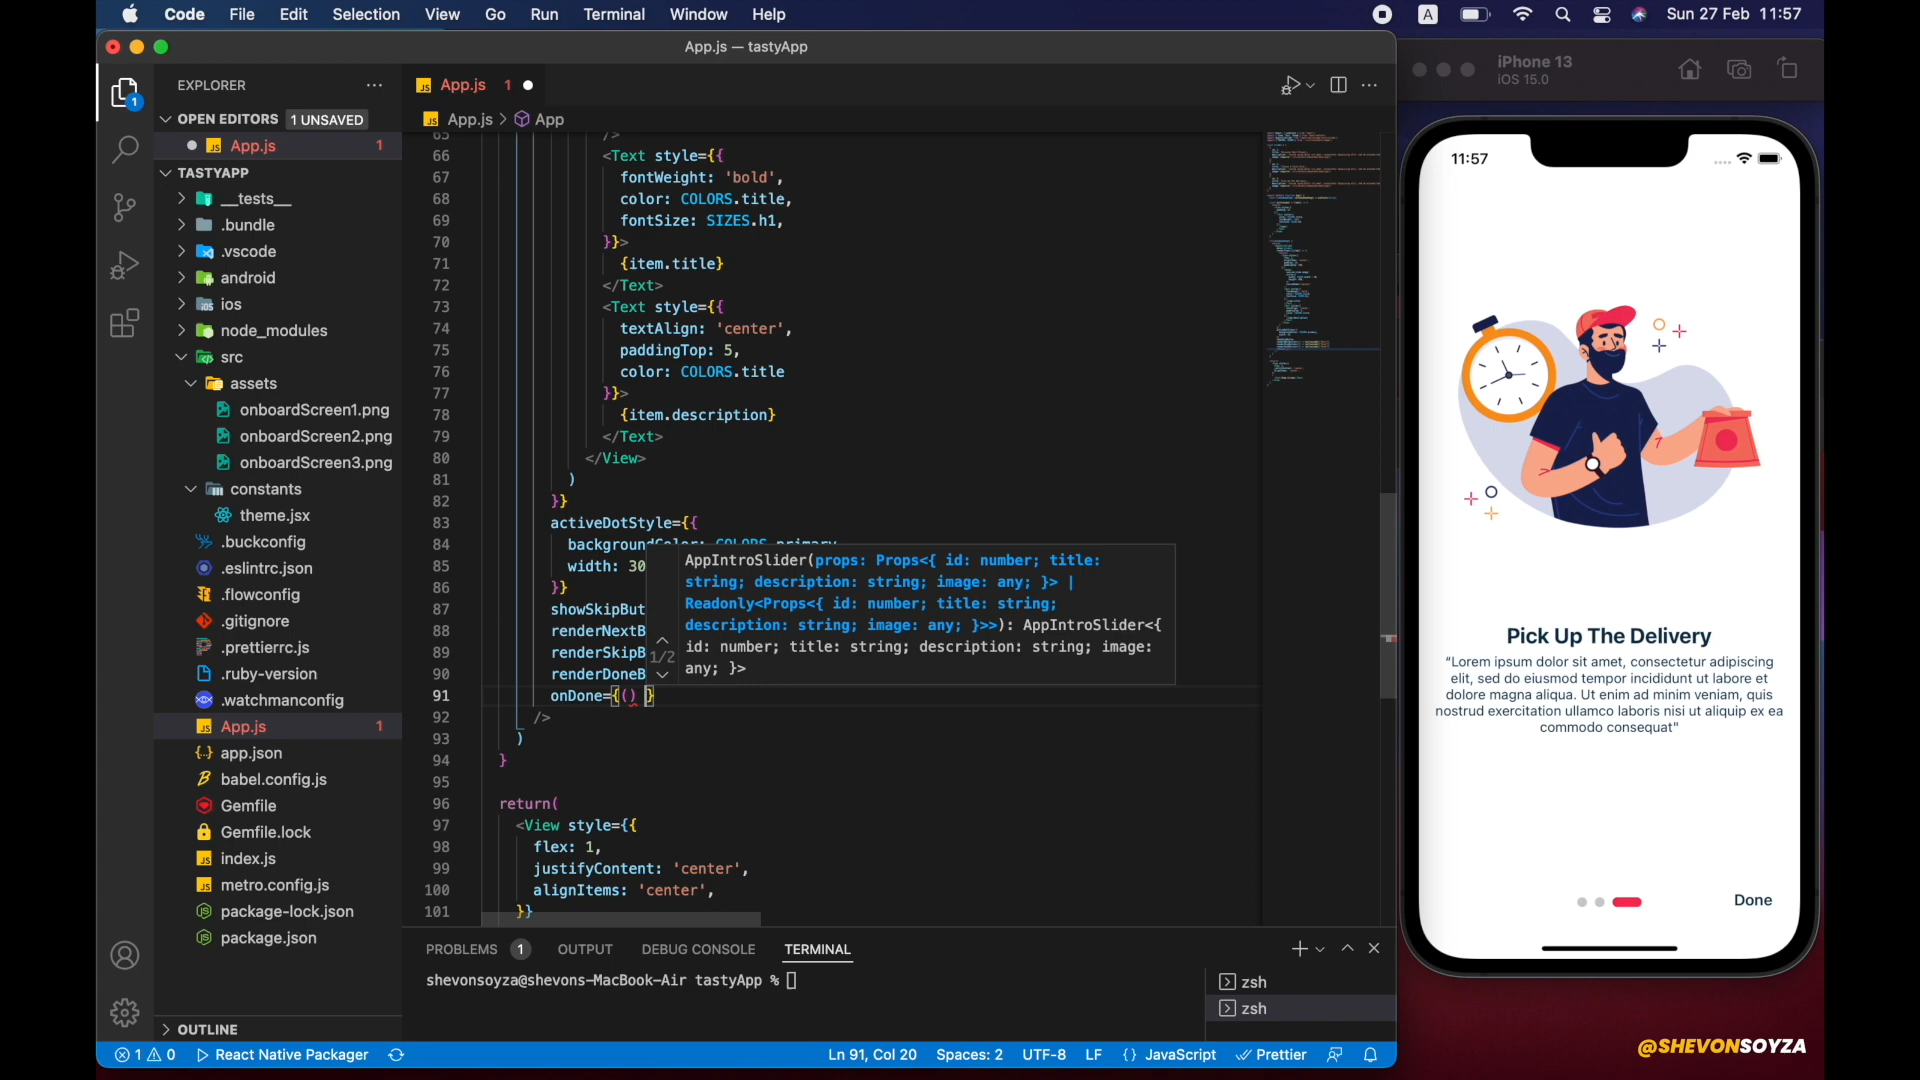 Code File Edit Selection View Go Run Terminal Window Help
A
Sun 27 Feb 11:57
App.js — tastyApp
EXPLORER
OPEN EDITORS 1 UNSAVED
App.js 1
TASTYAPP
__tests__
.bundle
.vscode
android
ios
node_modules
src
assets
onboardScreen1.png
onboardScreen2.png
onboardScreen3.png
constants
theme.jsx
.buckconfig
.eslintrc.json
.flowconfig
.gitignore
.prettierrc.js
.ruby-version
.watchmanconfig
App.js 1
app.json
babel.config.js
Gemfile
Gemfile.lock
index.js
metro.config.js
package-lock.json
package.json
OUTLINE
App.js 1
App.js > App
65 />
66 <Text style={{
67 fontWeight: 'bold',
68 color: COLORS.title,
69 fontSize: SIZES.h1,
70 }}>
71 {item.title}
72 </Text>
73 <Text style={{
74 textAlign: 'center',
75 paddingTop: 5,
76 color: COLORS.title
77 }}>
78 {item.description}
79 </Text>
80 </View>
81 )
82 }}
83 activeDotStyle={{
84 backgroundColor: COLORS.primary,
85 width: 30
86 }}
87 showSkipBut
88 renderNextB
89 renderSkipB
90 renderDoneB
91 onDone={() }
92 />
93 )
94 }
95
96 return(
97 <View style={{
98 flex: 1,
99 justifyContent: 'center',
100 alignItems: 'center',
101 }}
1/2
AppIntroSlider(props: Props<{ id: number; title:
string; description: string; image: any; }> |
Readonly<Props<{ id: number; title: string;
description: string; image: any; }>>): AppIntroSlider<{
id: number; title: string; description: string; image:
any; }>
PROBLEMS 1 OUTPUT DEBUG CONSOLE TERMINAL
shevonsoyza@shevons-MacBook-Air tastyApp %
zsh
zsh
1 0 React Native Packager
Ln 91, Col 20 Spaces: 2 UTF-8 LF {} JavaScript Prettier
iPhone 13
iOS 15.0
11:57
Pick Up The Delivery
“Lorem ipsum dolor sit amet, consectetur adipiscing
elit, sed do eiusmod tempor incididunt ut labore et
dolore magna aliqua. Ut enim ad minim veniam, quis
nostrud exercitation ullamco laboris nisi ut aliquip ex ea
commodo consequat"
Done
@SHEVONSOYZA